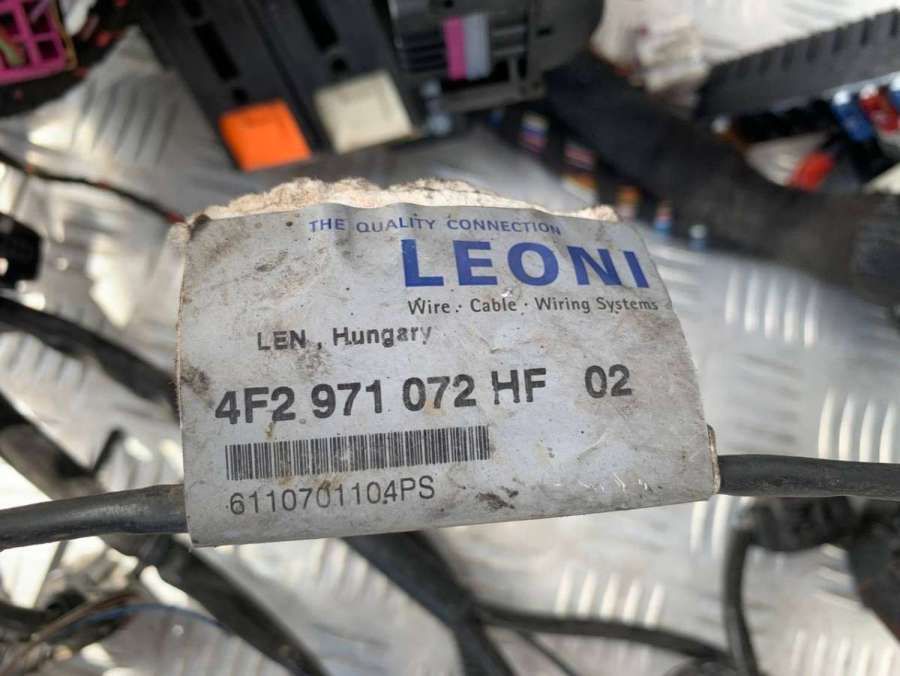 THE QUALITY CONNECTION
LEONI
Wire · Cable · Wiring Systems
LEN , Hungary
4F2 971 072 HF 02
6110701104PS